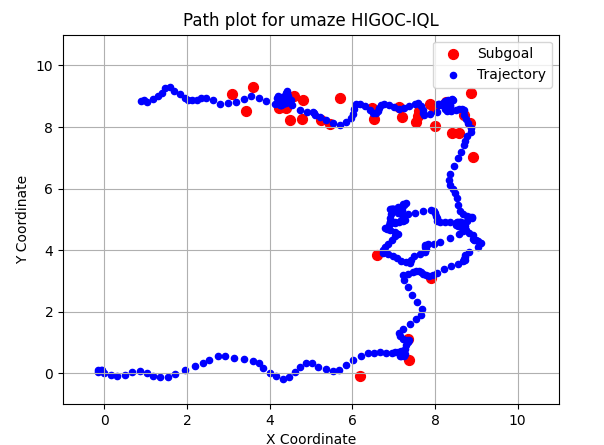 Path plot for umaze HIGOC-IQL
Subgoal
Trajectory
10
8
6
4
2
0
Y Coordinate
0 2 4 6 8 10
X Coordinate